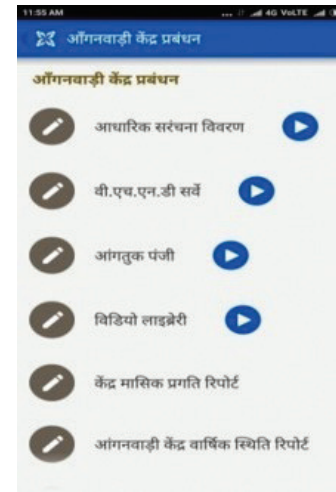 11:55 AM ... 4G VoLTE
आँगनवाड़ी केंद्र प्रबंधन
आँगनवाड़ी केंद्र प्रबंधन
आधारिक सरंचना विवरण
वी.एच.एन.डी सर्वे
आंगतुक पंजी
विडियो लाइब्रेरी
केंद्र मासिक प्रगति रिपोर्ट
आंगनवाड़ी केंद्र वार्षिक स्थिति रिपोर्ट